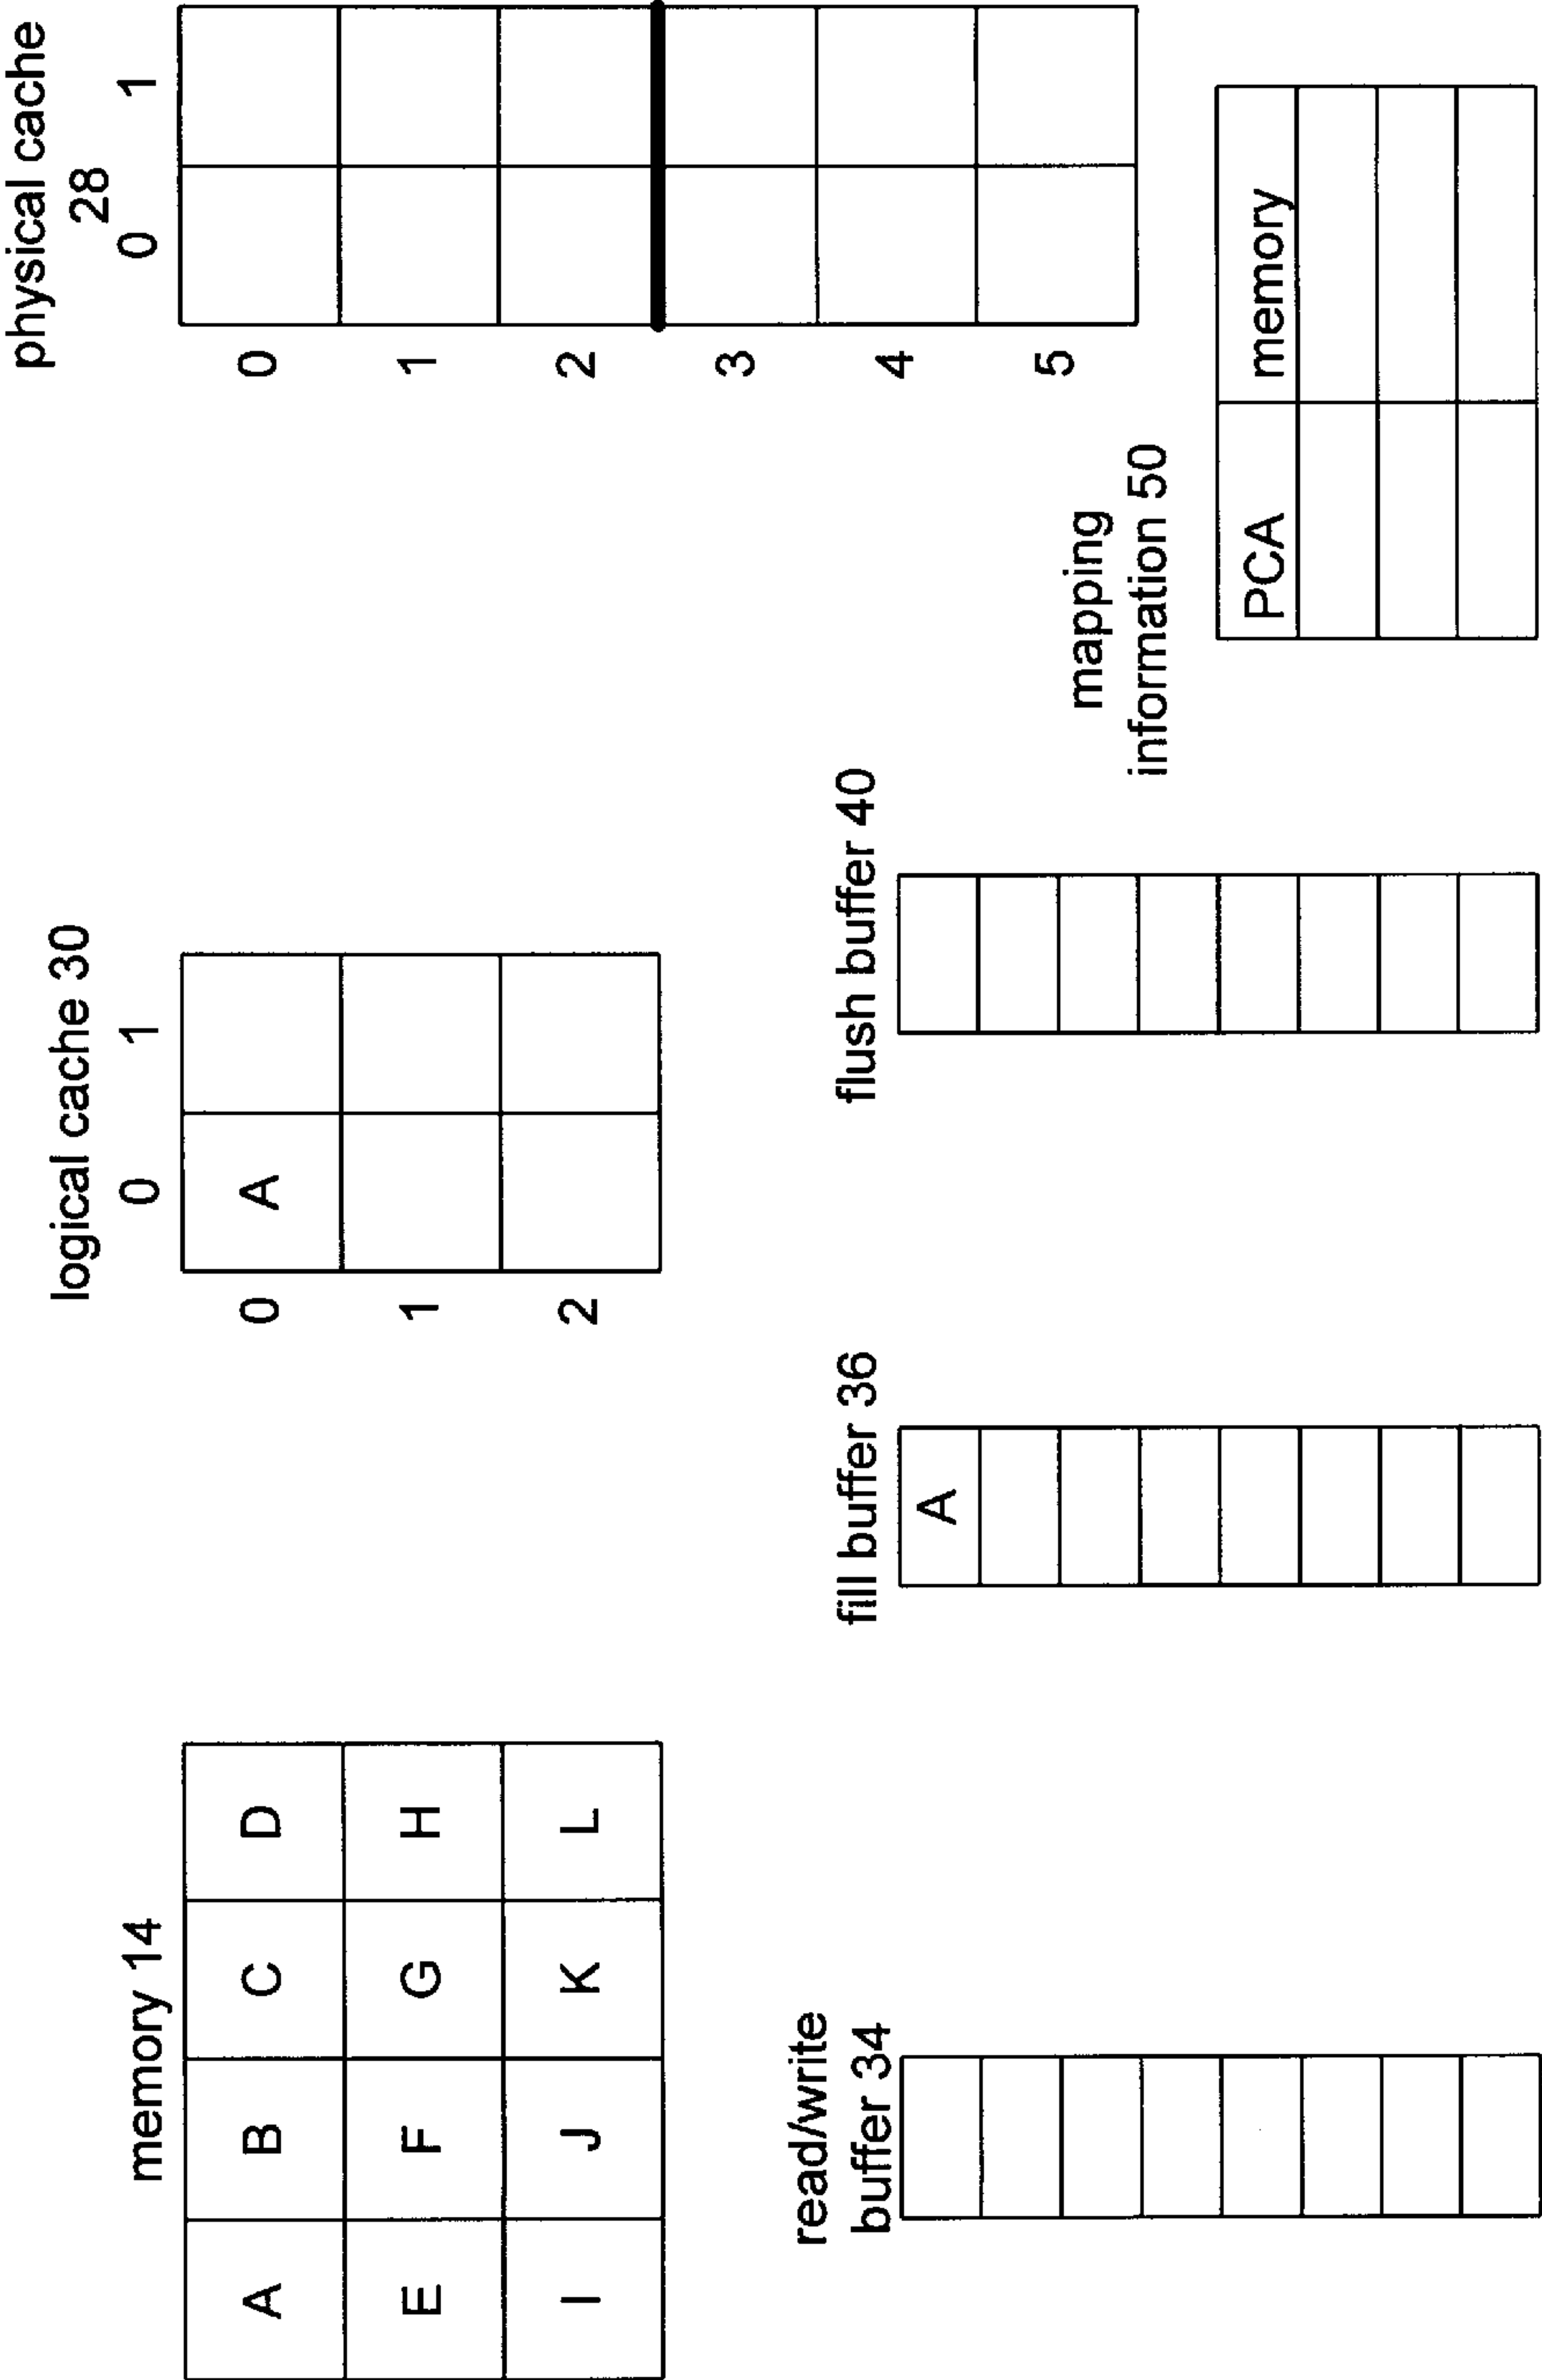 memory 14
A B C D
E F G H
I J K L
logical cache 30
0 1
0 A
1
2
physical cache
28
0 1
0
1
2
3
4
5
read/write
buffer 34
fill buffer 36
A
flush buffer 40
mapping
information 50
PCA memory